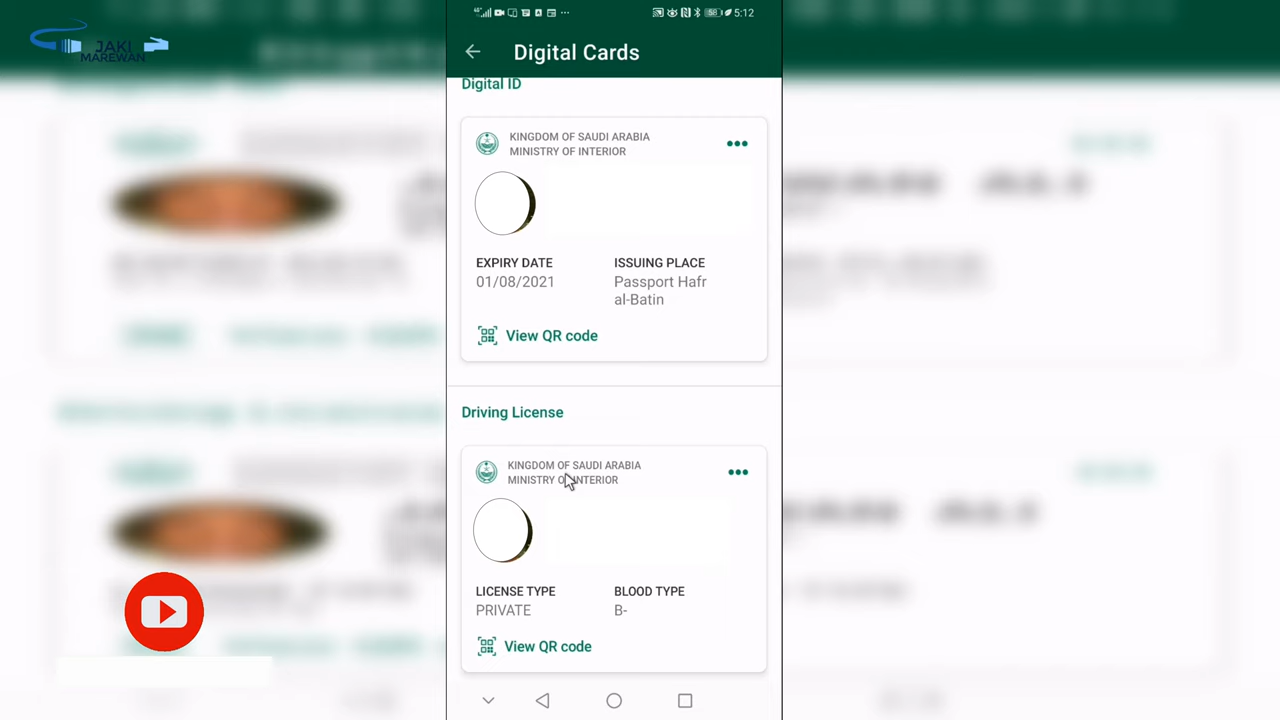 JAKI
MAREWAN
58
5:12
Digital Cards
Digital ID
KINGDOM OF SAUDI ARABIA
MINISTRY OF INTERIOR
EXPIRY DATE
ISSUING PLACE
01/08/2021
Passport Hafr
al-Batin
View QR code
Driving License
KINGDOM OF SAUDI ARABIA
MINISTRY OF INTERIOR
LICENSE TYPE
BLOOD TYPE
PRIVATE
B-
View QR code